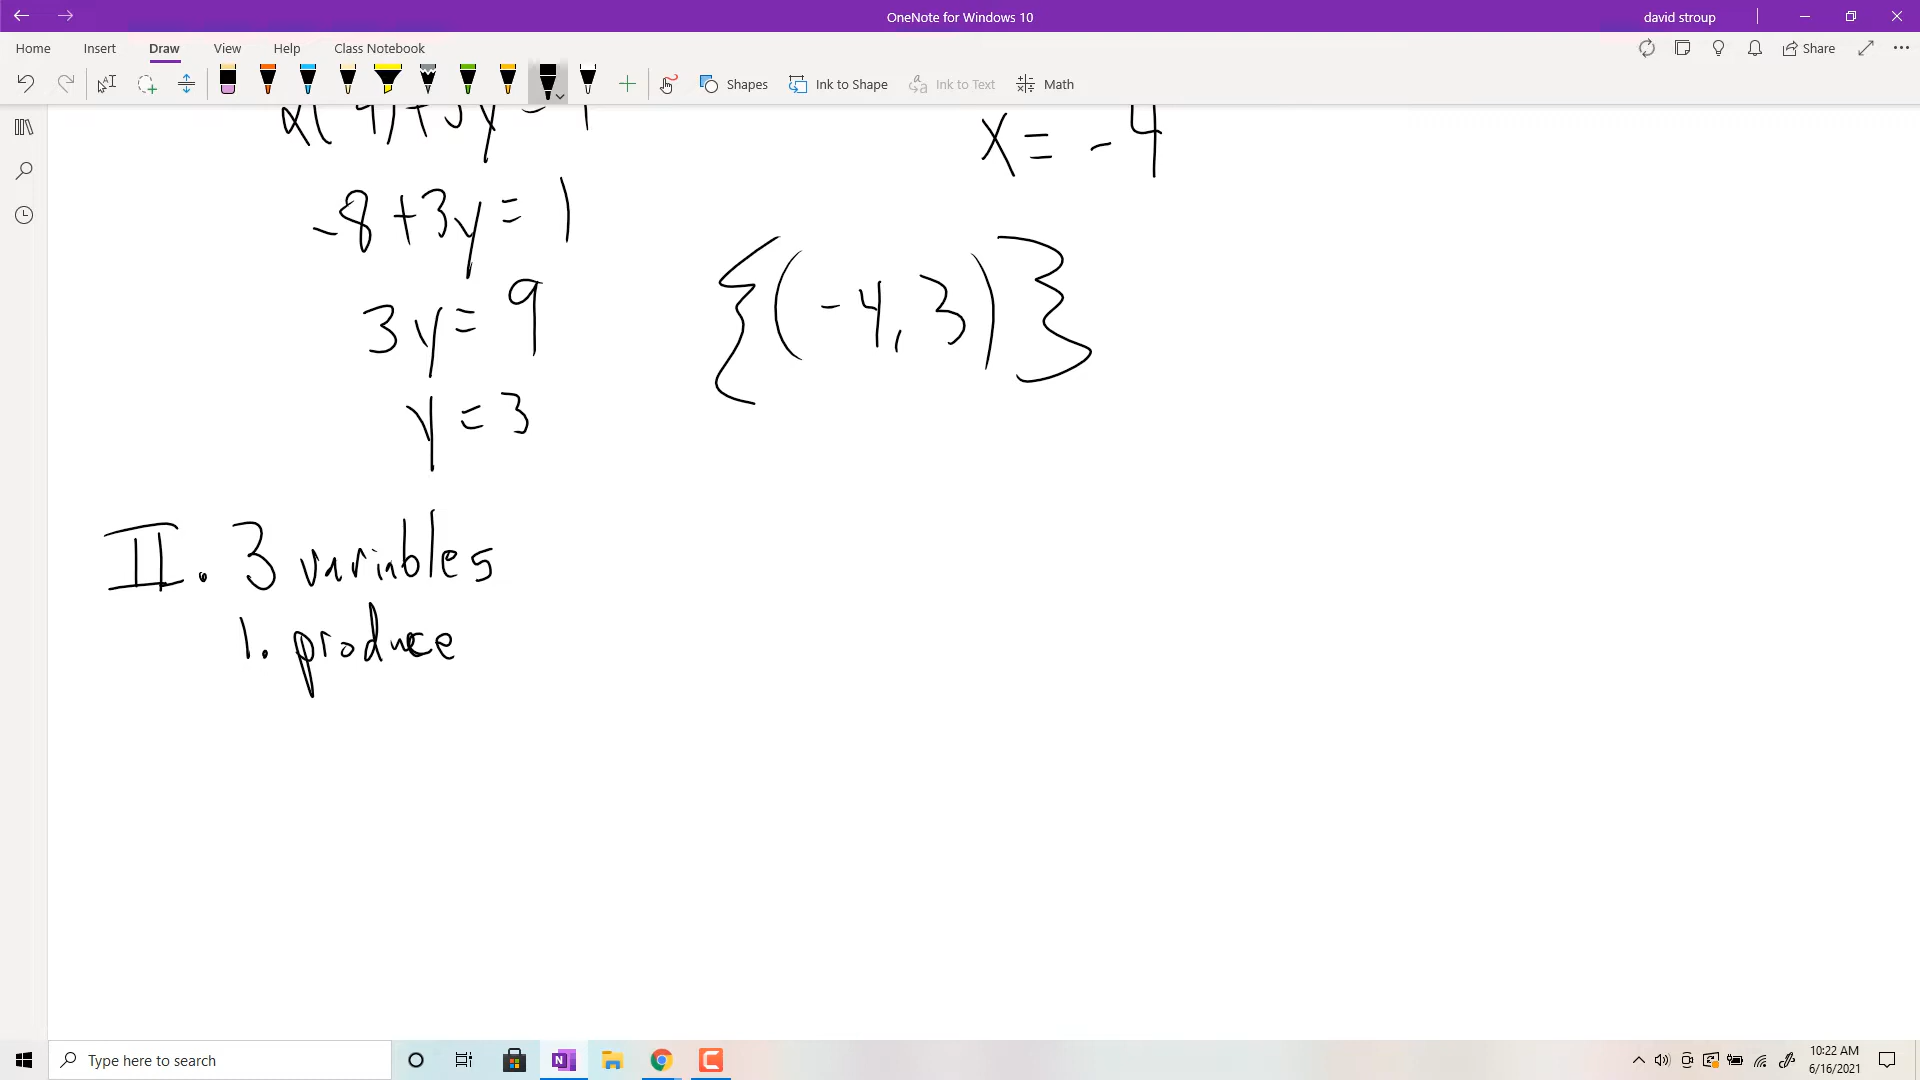 OneNote for Windows 10
david stroup
Home Insert Draw View Help Class Notebook
Share
Shapes Ink to Shape Ink to Text Math
x = -4
-8 + 3y = 1
3y = 9
{(-4, 3)}
y = 3
II. 3 variables
1. produce
Type here to search
10:22 AM
6/16/2021